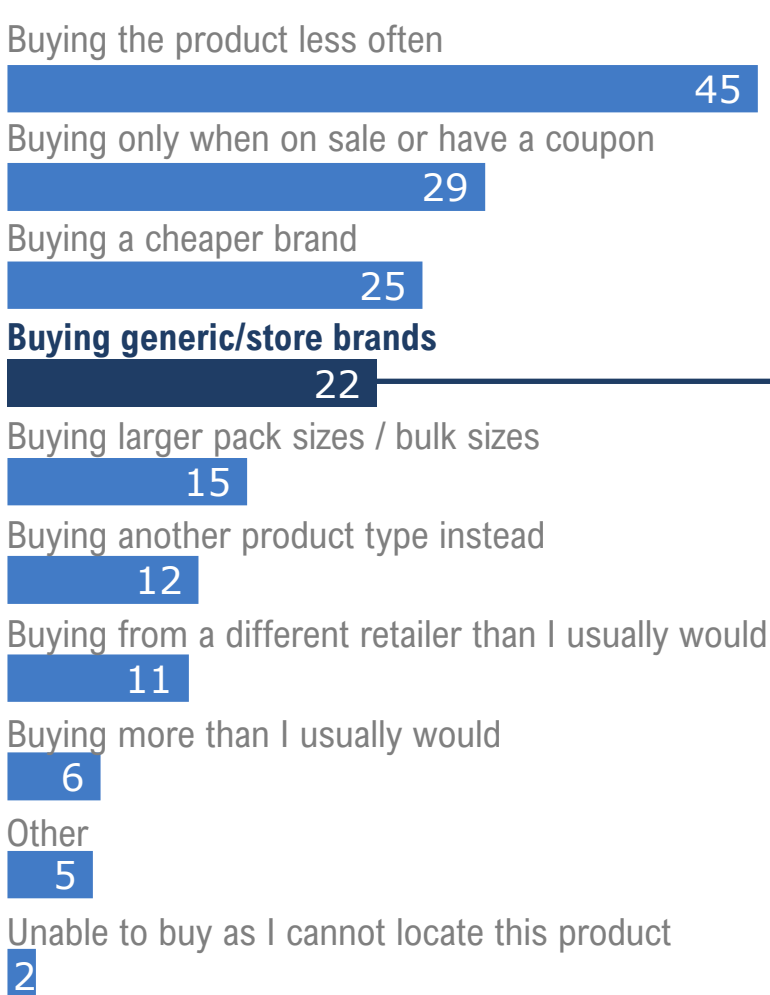 Buying the product less often
45
Buying only when on sale or have a coupon
29
Buying a cheaper brand
25
Buying generic/store brands
22
Buying larger pack sizes / bulk sizes
15
Buying another product type instead
12
Buying from a different retailer than I usually would
11
Buying more than I usually would
6
Other
5
Unable to buy as I cannot locate this product
2